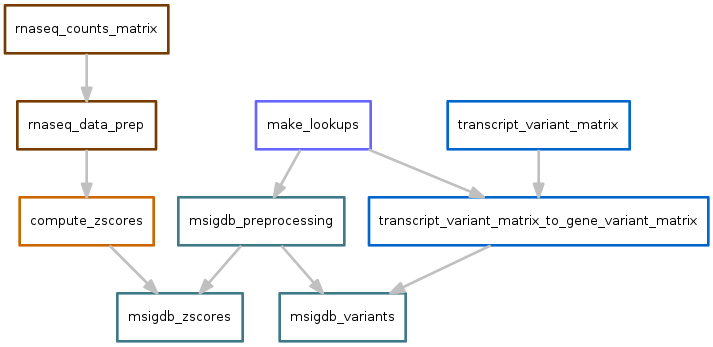 rnaseq_counts_matrix
rnaseq_data_prep
make_lookups
transcript_variant_matrix
compute_zscores
msigdb_preprocessing
transcript_variant_matrix_to_gene_variant_matrix
msigdb_zscores
msigdb_variants